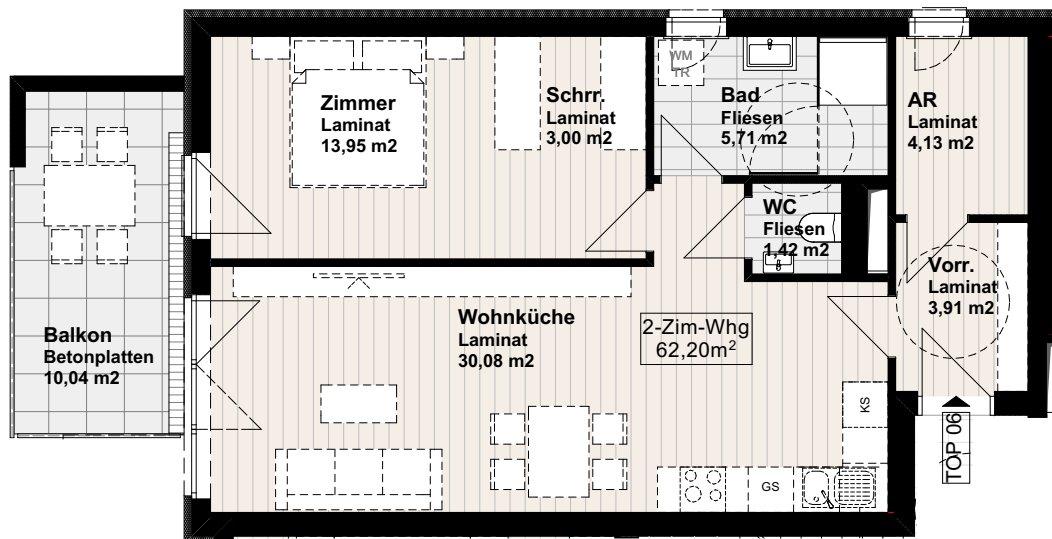 Zimmer
Laminat
13,95 m2
Schrr.
Laminat
3,00 m2
WM
TR
Bad
Fliesen
5,71 m2
AR
Laminat
4,13 m2
WC
Fliesen
1,42 m2
Vorr.
Laminat
3,91 m2
Balkon
Betonplatten
10,04 m2
Wohnküche
Laminat
30,08 m2
2-Zim-Whg
62,20m²
KS
GS
TOP 06